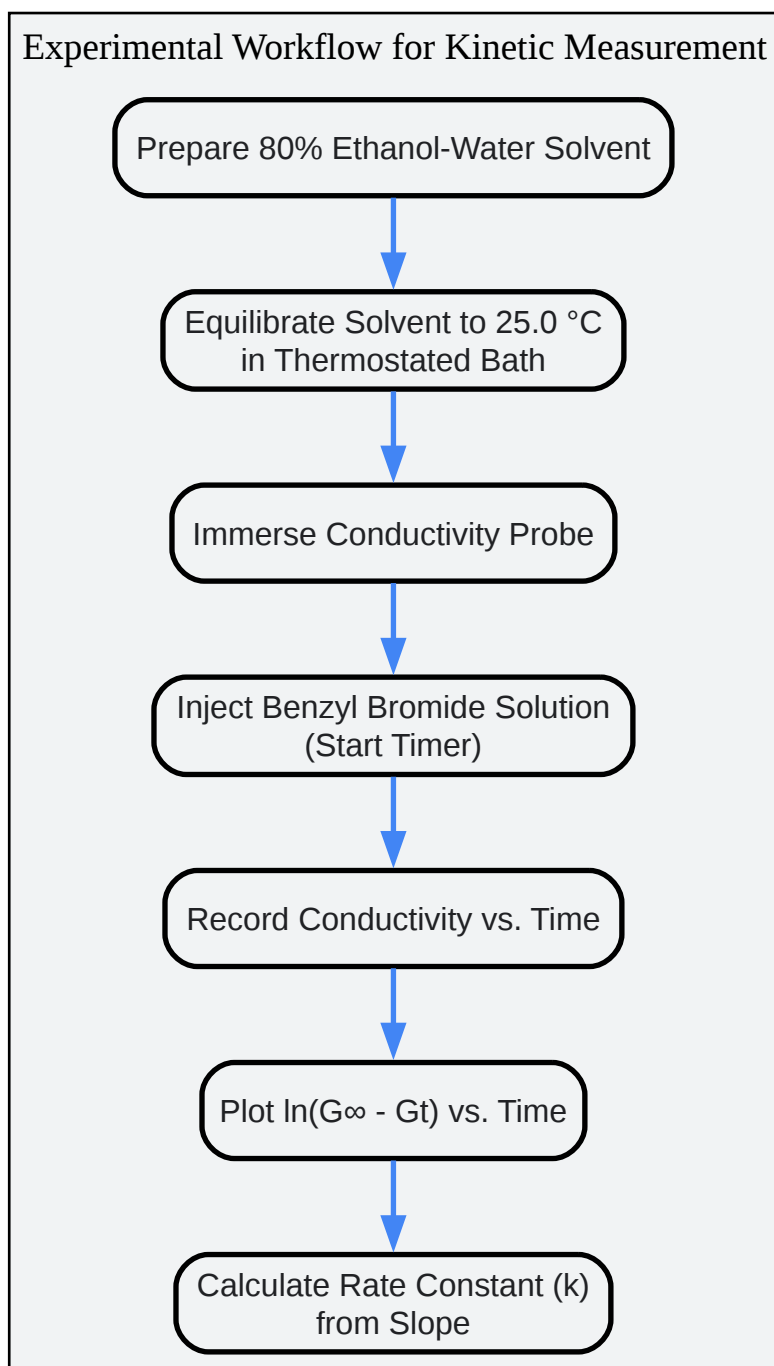 Experimental Workflow for Kinetic Measurement
Prepare 80% Ethanol-Water Solvent
Equilibrate Solvent to 25.0 °C
in Thermostated Bath
Immerse Conductivity Probe
Inject Benzyl Bromide Solution
(Start Timer)
Record Conductivity vs. Time
Plot ln(G∞ - Gt) vs. Time
Calculate Rate Constant (k)
from Slope